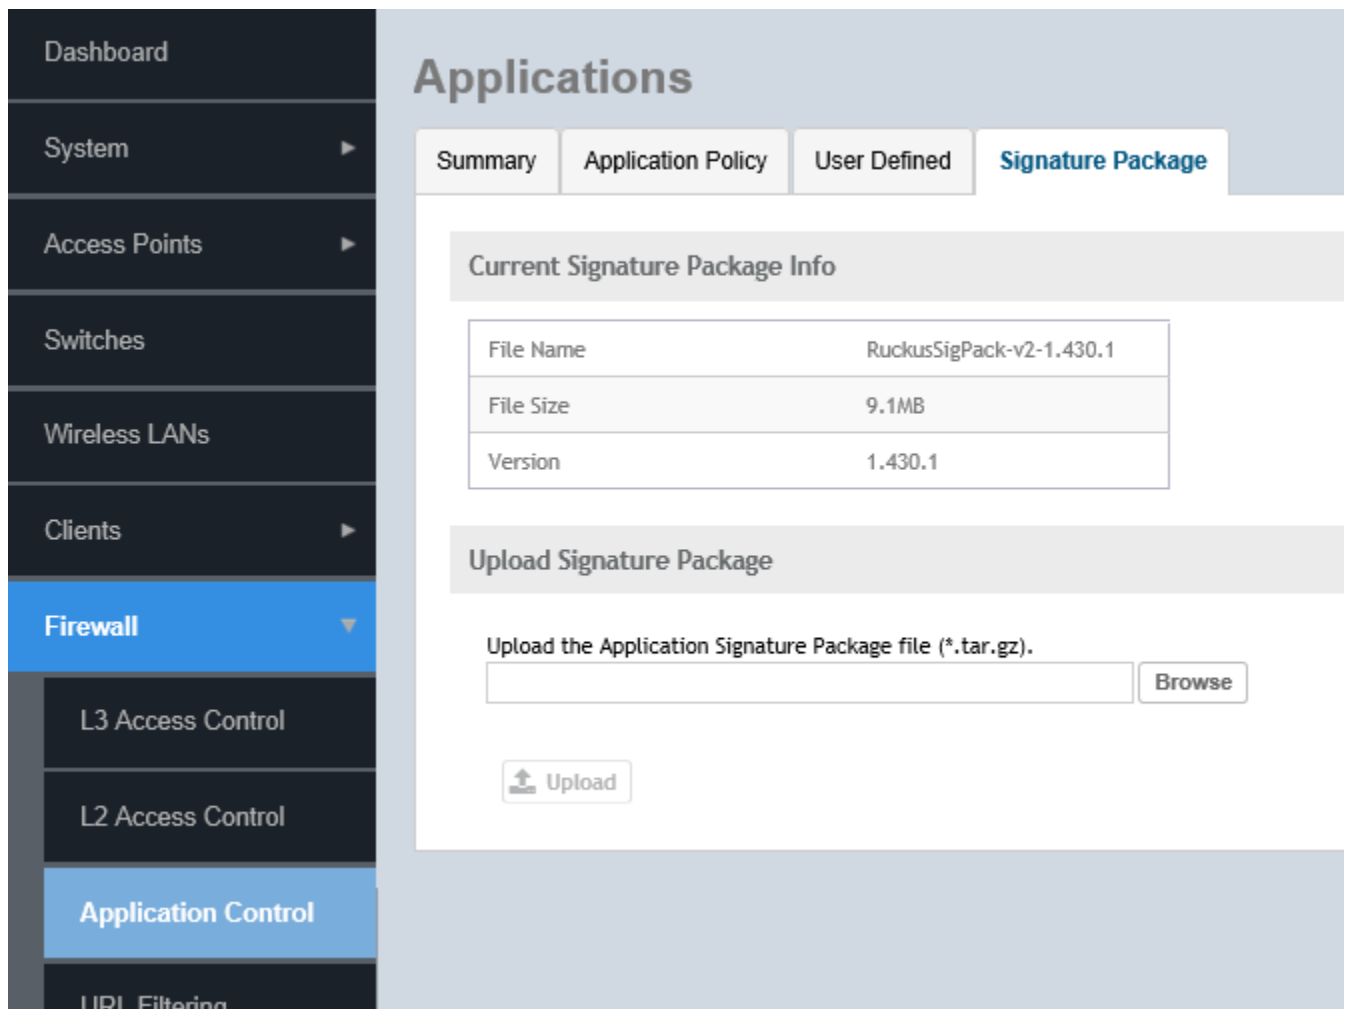 Dashboard
System
Access Points
Switches
Wireless LANs
Clients
Firewall
L3 Access Control
L2 Access Control
Application Control
URL Filtering
Applications
Summary
Application Policy
User Defined
Signature Package
Current Signature Package Info
File Name RuckusSigPack-v2-1.430.1
File Size 9.1MB
Version 1.430.1
Upload Signature Package
Upload the Application Signature Package file (*.tar.gz).
Browse
Upload